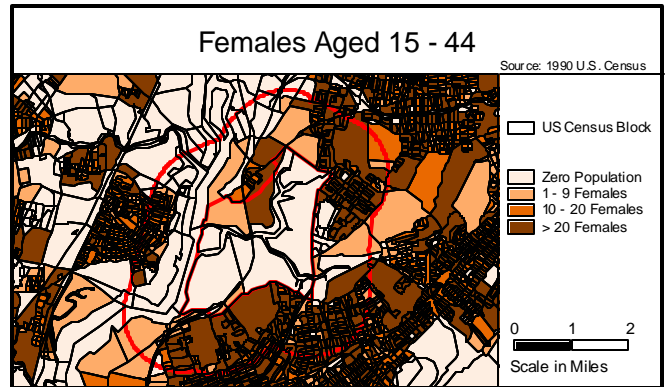 Females Aged 15 - 44
Source: 1990 U.S. Census
US Census Block
Zero Population
1 - 9 Females
10 - 20 Females
> 20 Females
0 1 2
Scale in Miles